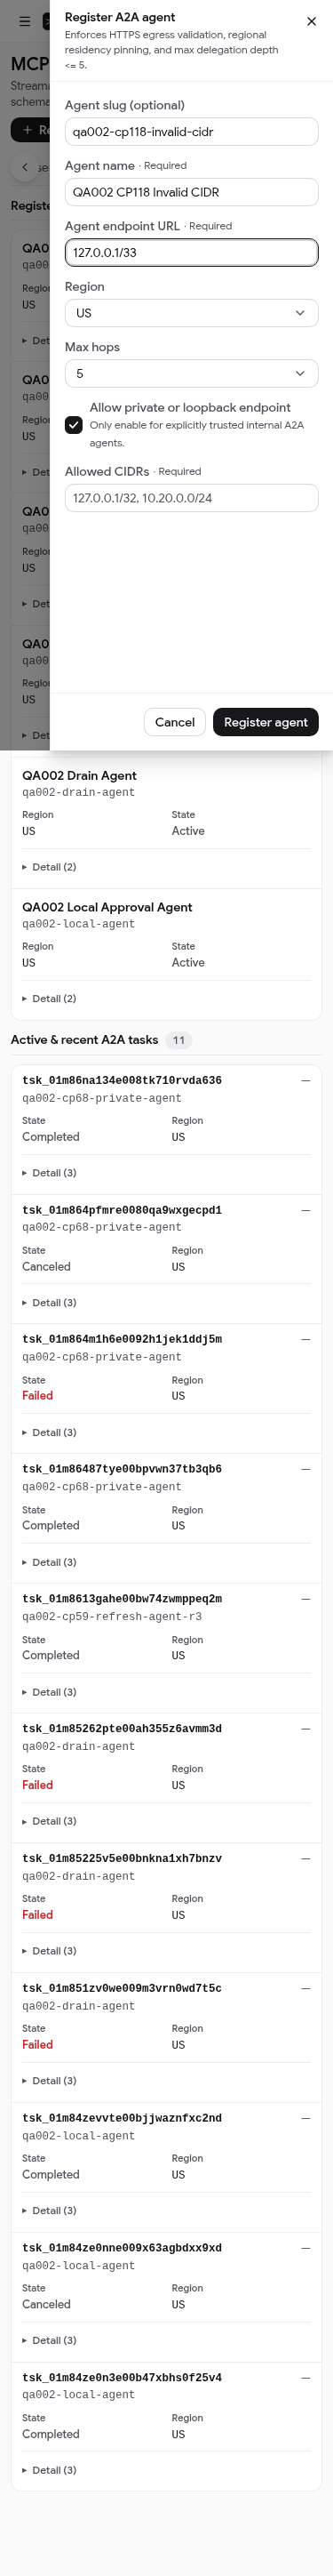 Register A2A agent
Enforces HTTPS egress validation, regional
residency pinning, and max delegation depth
<= 5.
Agent slug (optional)
qa002-cp118-invalid-cidr
Agent name · Required
QA002 CP118 Invalid CIDR
Agent endpoint URL · Required
127.0.0.1/33
Region
US
Max hops
5
Allow private or loopback endpoint
Only enable for explicitly trusted internal A2A
agents.
Allowed CIDRs · Required
127.0.0.1/32, 10.20.0.0/24
Cancel
Register agent
MCP
QA002 Drain Agent
qa002-drain-agent
Region
State
US
Active
Detail (2)
QA002 Local Approval Agent
qa002-local-agent
Region
State
US
Active
Detail (2)
Active & recent A2A tasks 11
tsk_01m86na134e008tk710rvda636 —
qa002-cp68-private-agent
State
Region
Completed
US
Detail (3)
tsk_01m864pfmre0080qa9wxgecpd1 —
qa002-cp68-private-agent
State
Region
Canceled
US
Detail (3)
tsk_01m864m1h6e0092h1jek1ddj5m —
qa002-cp68-private-agent
State
Region
Failed
US
Detail (3)
tsk_01m86487tye00bpvwn37tb3qb6 —
qa002-cp68-private-agent
State
Region
Completed
US
Detail (3)
tsk_01m8613gahe00bw74zwmppeq2m —
qa002-cp59-refresh-agent-r3
State
Region
Completed
US
Detail (3)
tsk_01m85262pte00ah355z6avmm3d —
qa002-drain-agent
State
Region
Failed
US
Detail (3)
tsk_01m85225v5e00bnkna1xh7bnzv —
qa002-drain-agent
State
Region
Failed
US
Detail (3)
tsk_01m851zv0we009m3vrn0wd7t5c —
qa002-drain-agent
State
Region
Failed
US
Detail (3)
tsk_01m84zevvte00bjjwaznfxc2nd —
qa002-local-agent
State
Region
Completed
US
Detail (3)
tsk_01m84ze0nne009x63agbdxx9xd —
qa002-local-agent
State
Region
Canceled
US
Detail (3)
tsk_01m84ze0n3e00b47xbhs0f25v4 —
qa002-local-agent
State
Region
Completed
US
Detail (3)